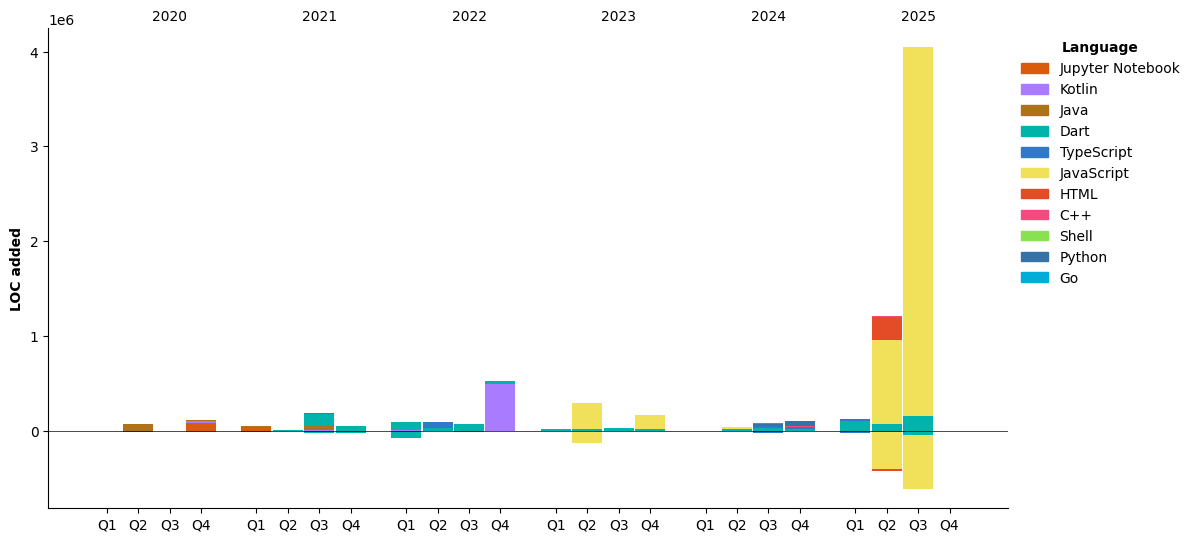 1e6
2020 2021 2022 2023 2024 2025
Language
Jupyter Notebook
Kotlin
Java
Dart
TypeScript
JavaScript
HTML
C++
Shell
Python
Go
LOC added
4
3
2
1
0
Q1 Q2 Q3 Q4 Q1 Q2 Q3 Q4 Q1 Q2 Q3 Q4 Q1 Q2 Q3 Q4 Q1 Q2 Q3 Q4 Q1 Q2 Q3 Q4